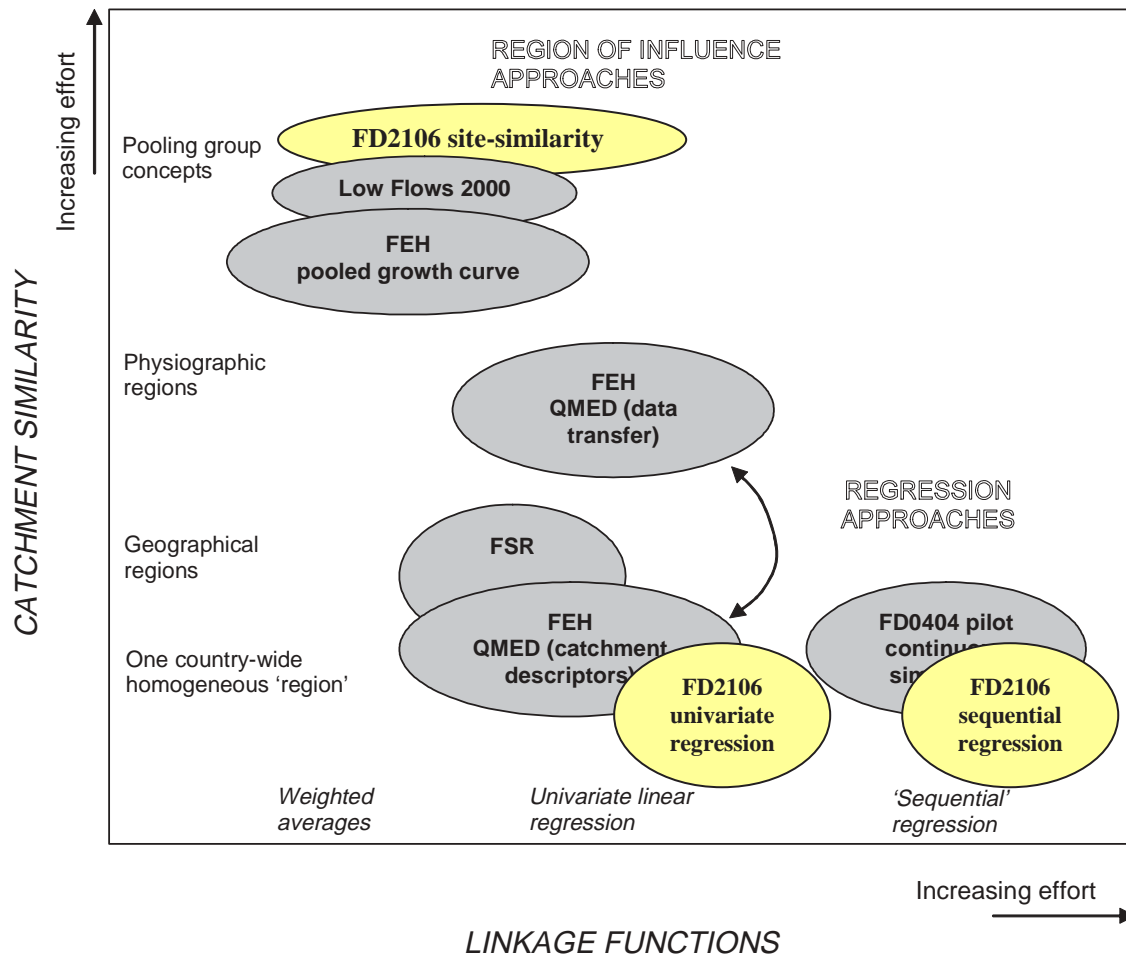 REGION OF INFLUENCE
APPROACHES
Increasing effort
Pooling group
concepts
FD2106 site-similarity
Low Flows 2000
FEH
pooled growth curve
CATCHMENT SIMILARITY
Physiographic
regions
FEH
QMED (data
transfer)
REGRESSION
APPROACHES
Geographical
regions
FSR
One country-wide
homogeneous ‘region’
FEH
QMED (catchment
descriptors)
FD2106
univariate
regression
FD0404 pilot
FD2106
sequential
regression
Weighted
averages
Univariate linear
regression
‘Sequential’
regression
Increasing effort
LINKAGE FUNCTIONS